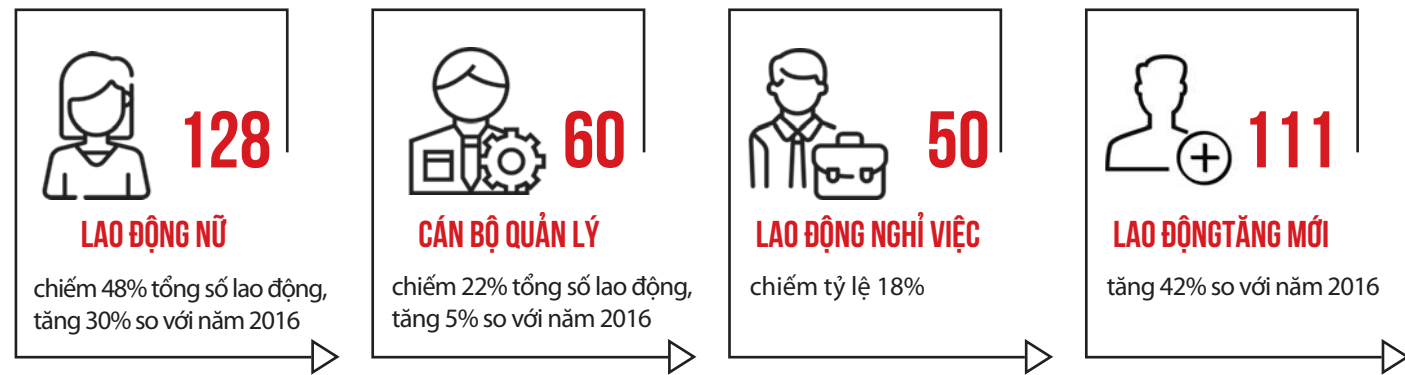 128
LAO ĐỘNG NỮ
chiếm 48% tổng số lao động,
tăng 30% so với năm 2016
60
CÁN BỘ QUẢN LÝ
chiếm 22% tổng số lao động,
tăng 5% so với năm 2016
50
LAO ĐỘNG NGHỈ VIỆC
chiếm tỷ lệ 18%
111
LAO ĐỘNGTĂNG MỚI
tăng 42% so với năm 2016